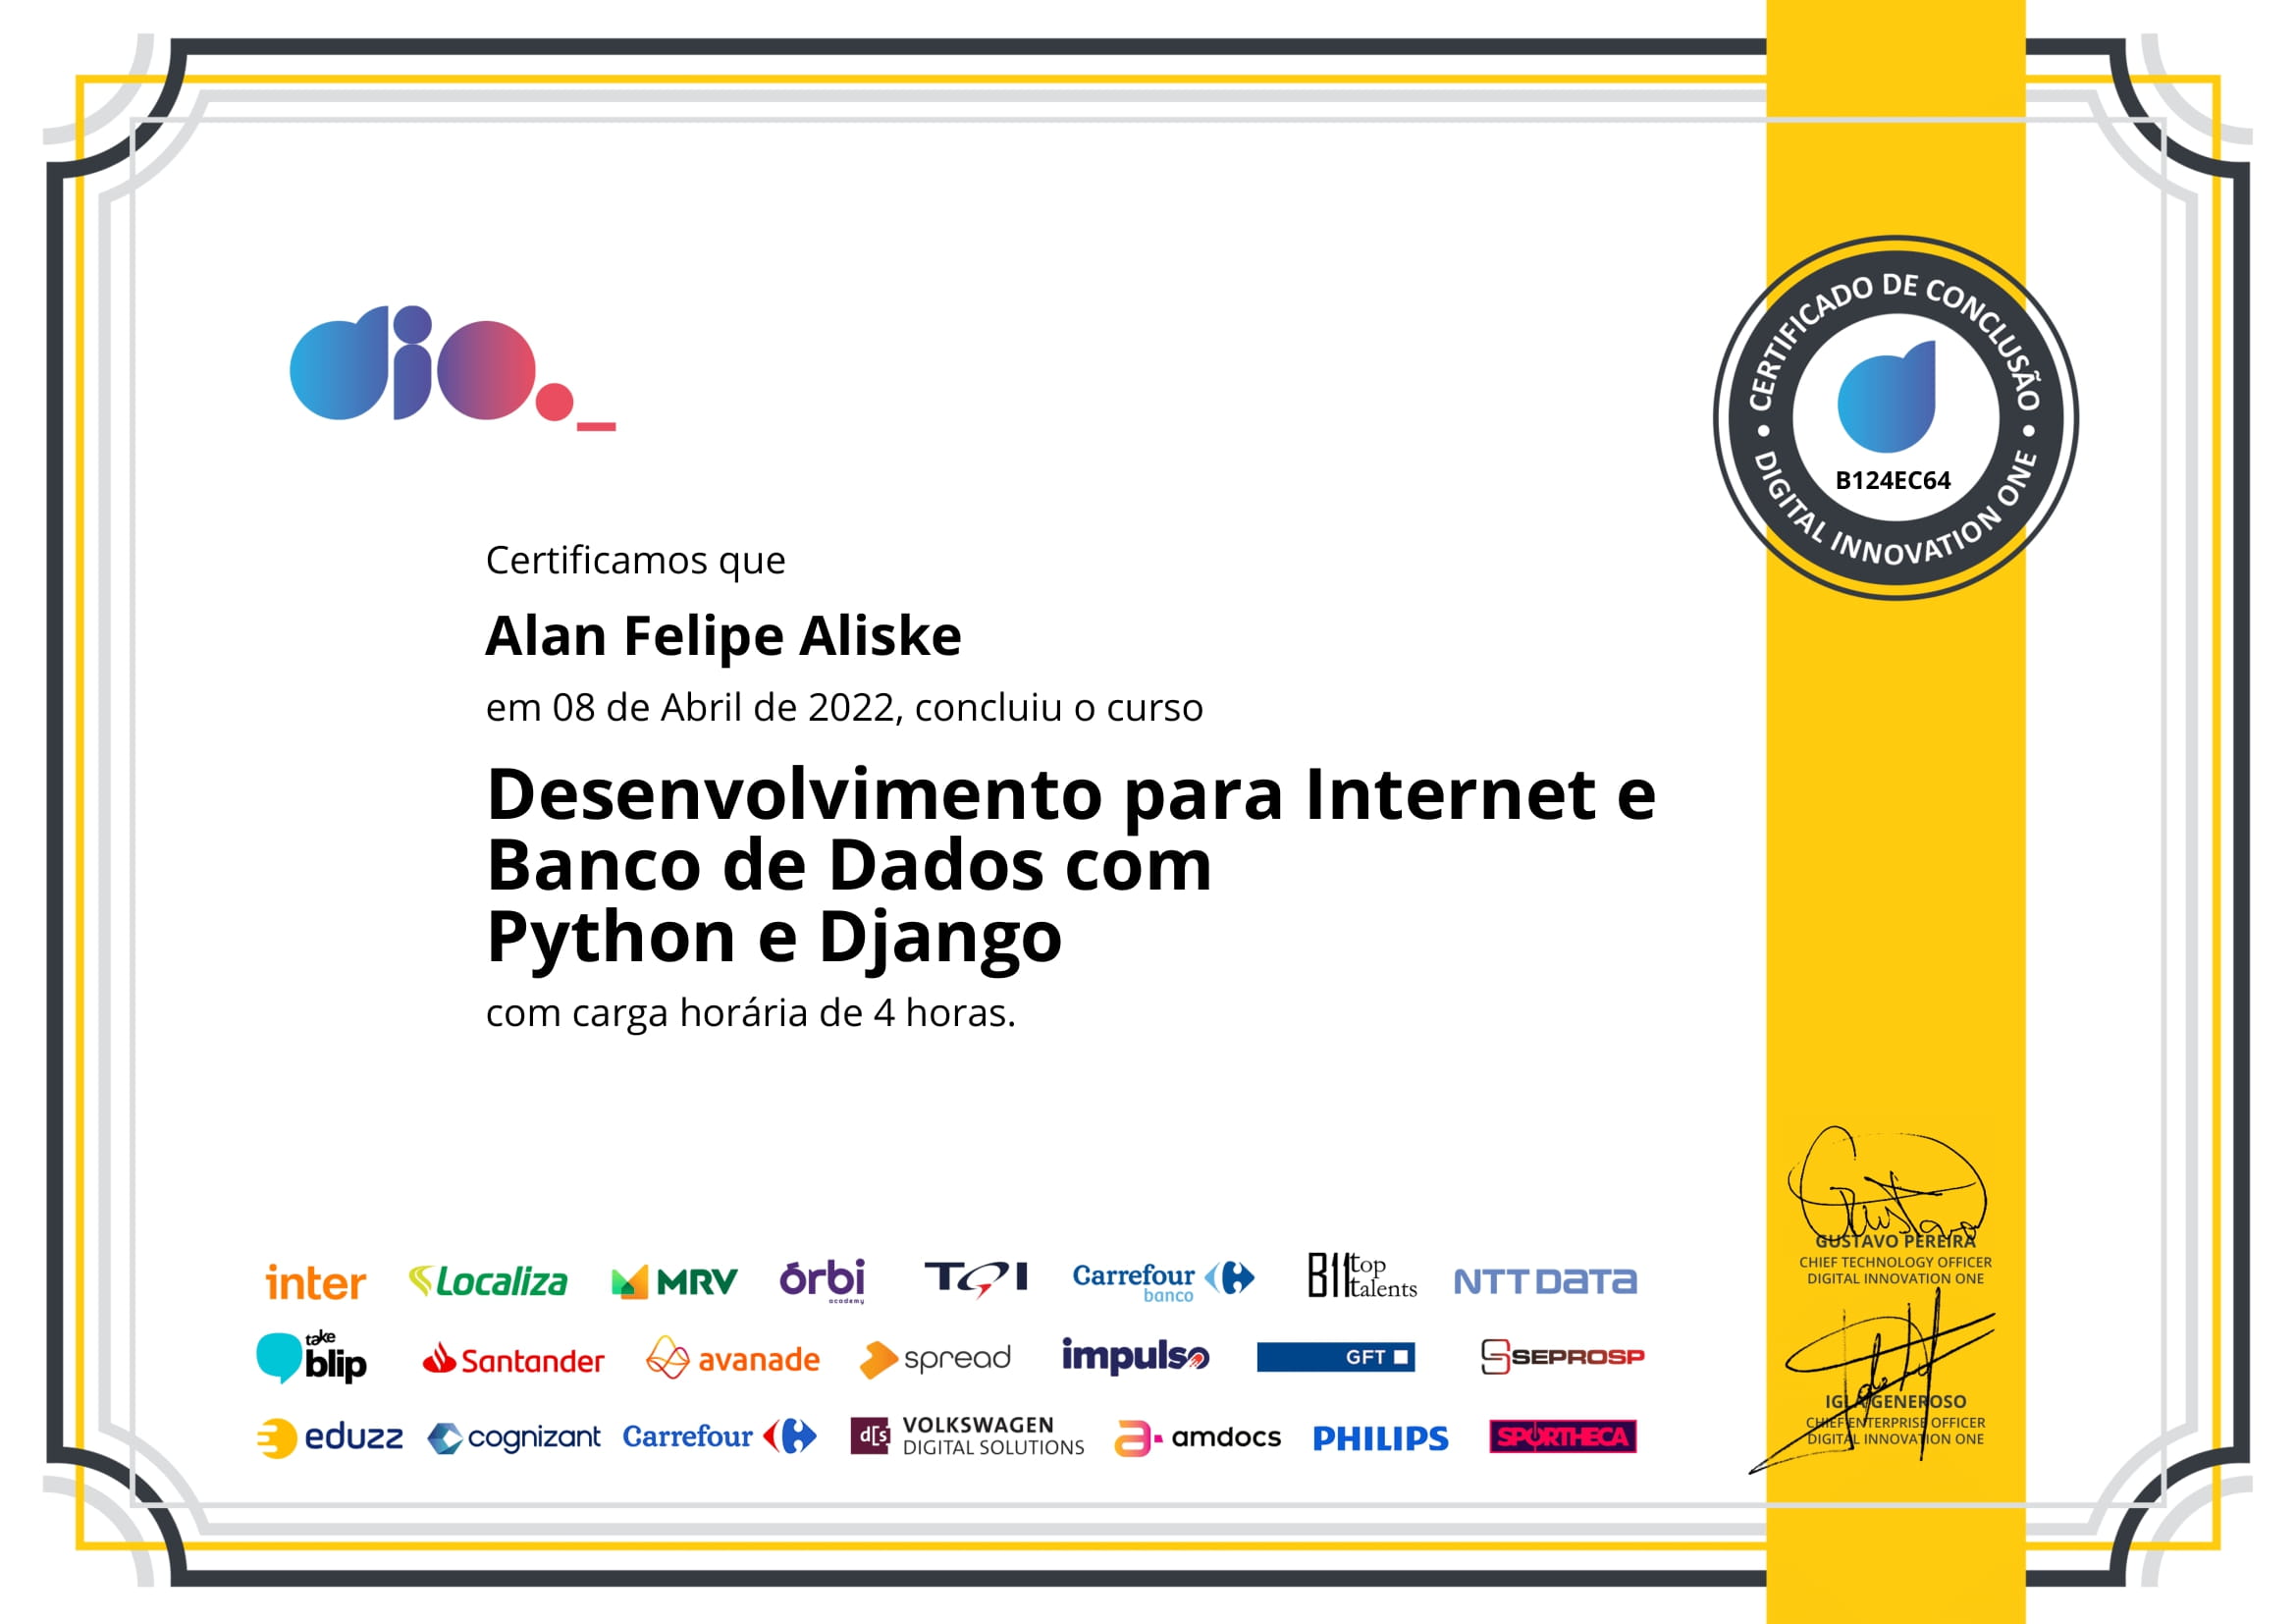 dio._
CERTIFICADO DE CONCLUSÃO
B124EC64
DIGITAL INNOVATION ONE
Certificamos que
Alan Felipe Aliske
em 08 de Abril de 2022, concluiu o curso
Desenvolvimento para Internet e
Banco de Dados com
Python e Django
com carga horária de 4 horas.
inter Localiza MRV órbi academy TQI Carrefour banco B11 top talents NTT DATA
take blip Santander avanade spread impulso GFT SEPROSP
eduzz cognizant Carrefour d[s VOLKSWAGEN DIGITAL SOLUTIONS amdocs PHILIPS SPORTHECA
Gustavo
GUSTAVO PEREIRA
CHIEF TECHNOLOGY OFFICER
DIGITAL INNOVATION ONE
IGLA GENEROSO
CHIEF ENTERPRISE OFFICER
DIGITAL INNOVATION ONE